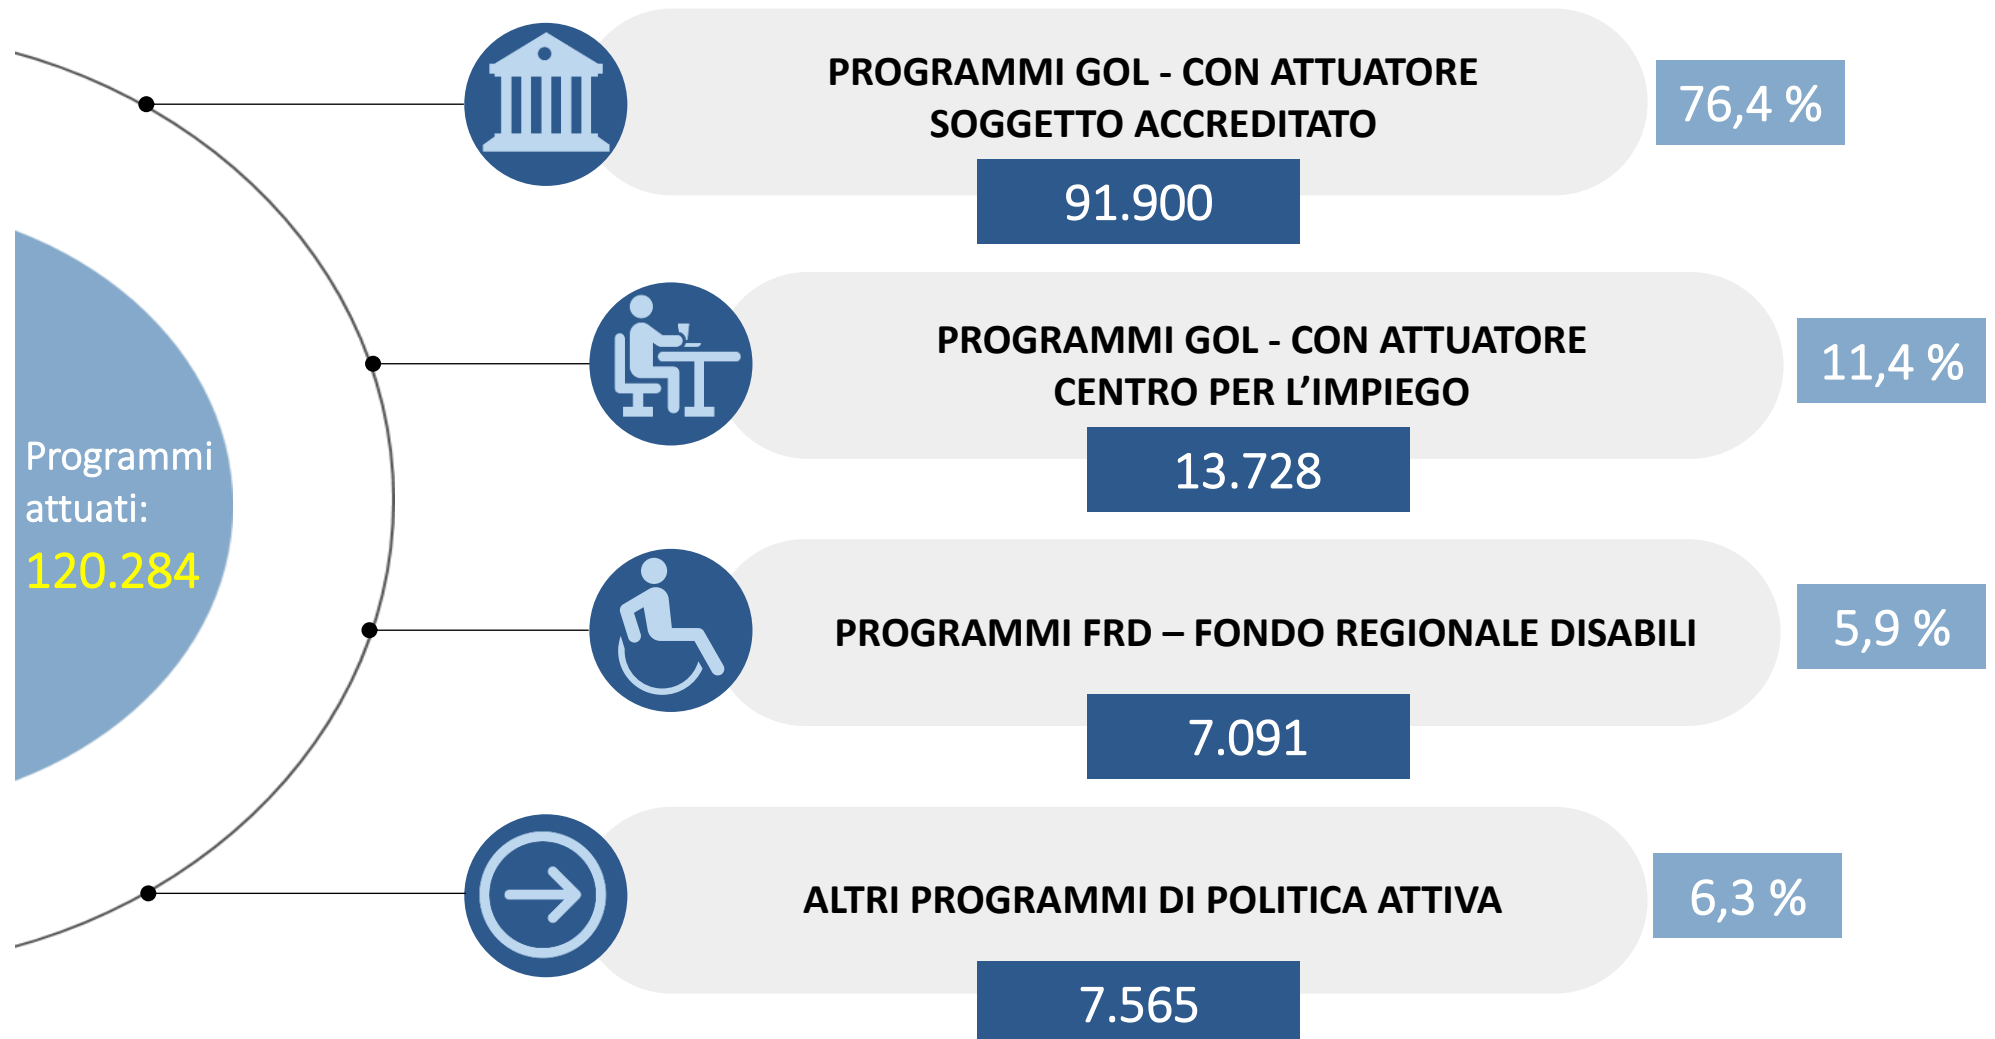 PROGRAMMI GOL - CON ATTUATORE
SOGGETTO ACCREDITATO
91.900
76,4 %
PROGRAMMI GOL - CON ATTUATORE
CENTRO PER L’IMPIEGO
13.728
11,4 %
Programmi
attuati:
120.284
PROGRAMMI FRD – FONDO REGIONALE DISABILI
7.091
5,9 %
ALTRI PROGRAMMI DI POLITICA ATTIVA
7.565
6,3 %